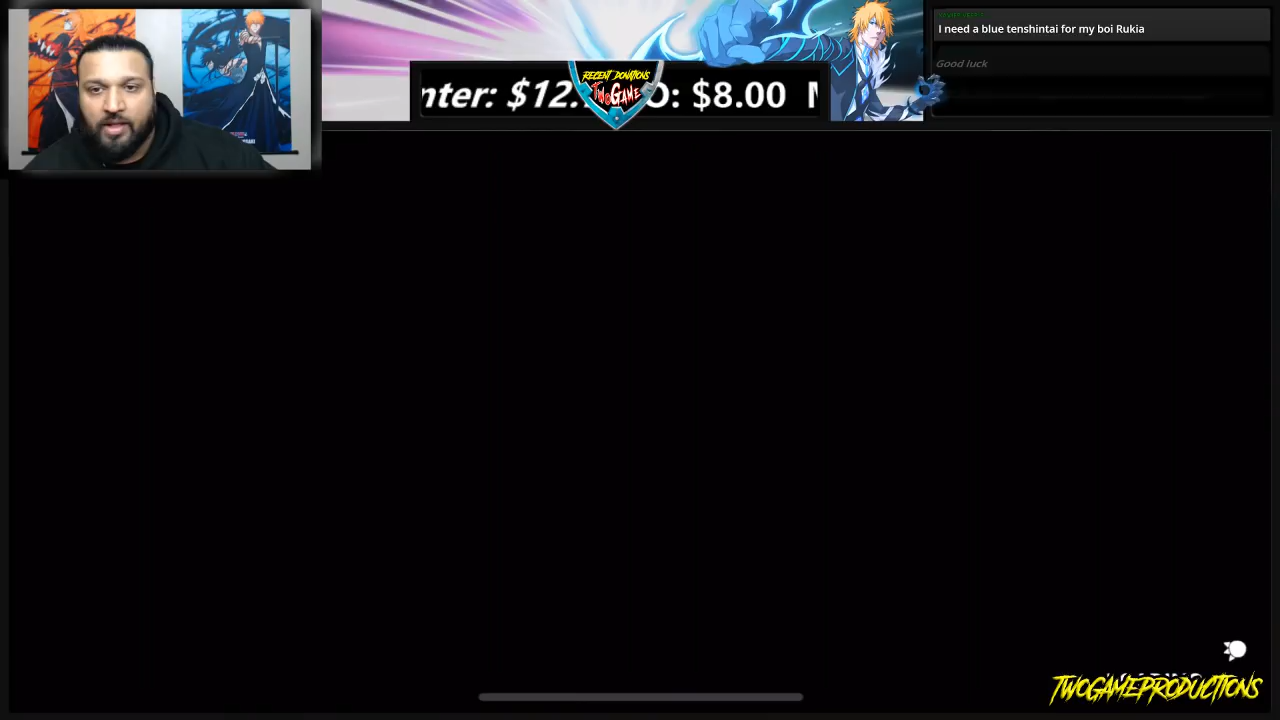 I need a blue tenshintai for my boi Rukia
Good luck
RECENT DONATIONS
TwoGame
nter: $12. O: $8.00
TWOGAMEPRODUCTIONS